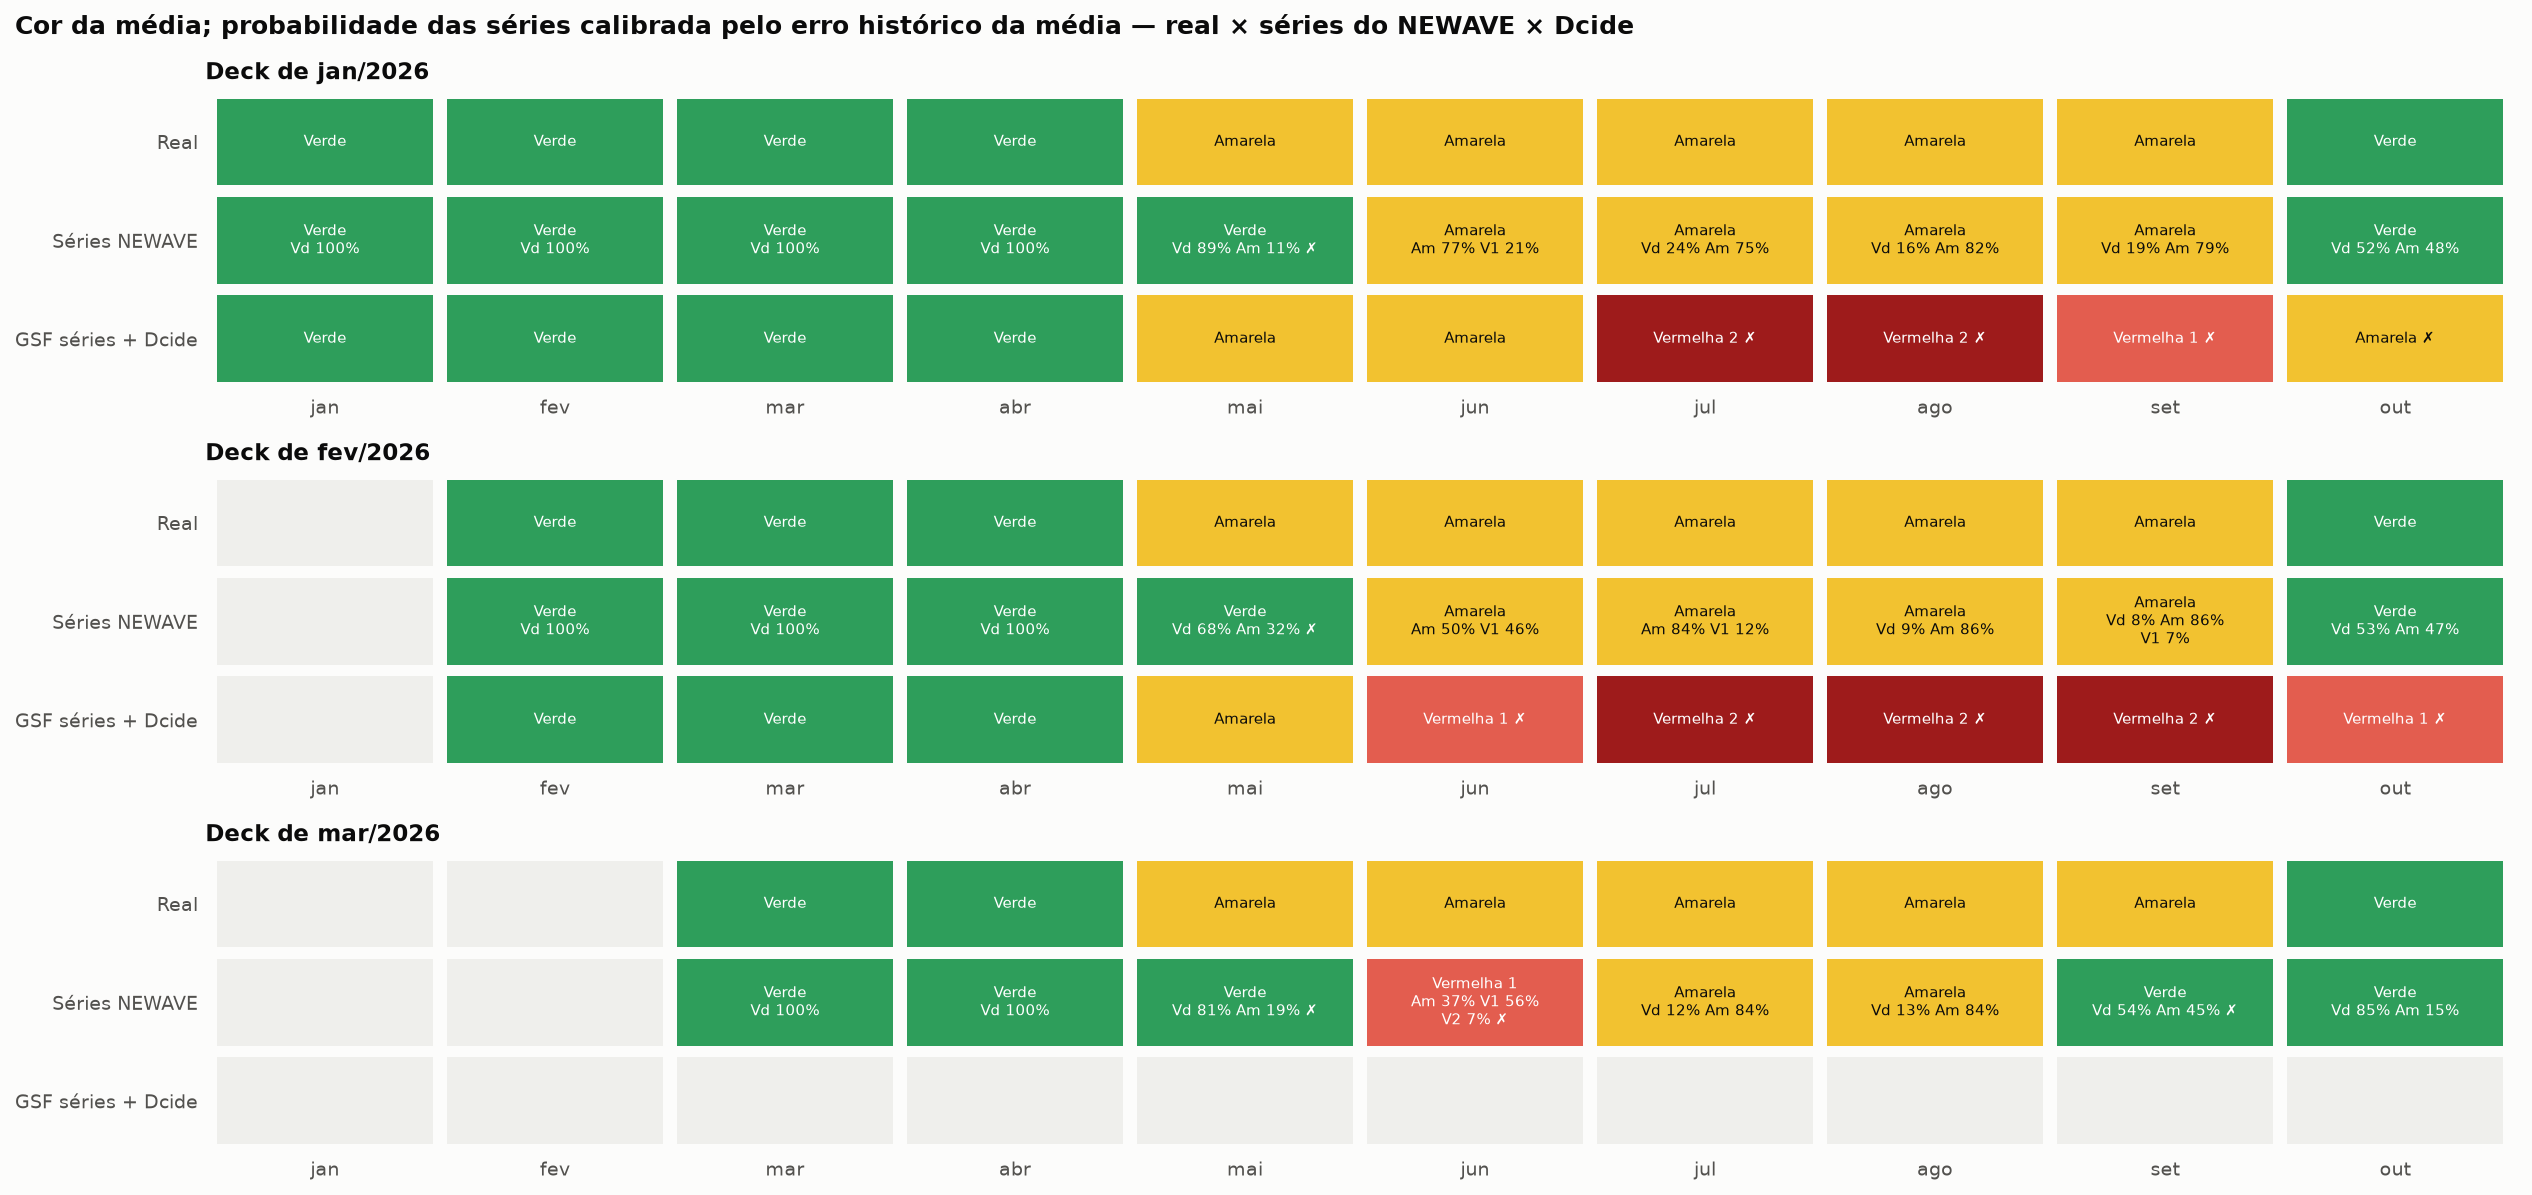 Cor da média; probabilidade das séries calibrada pelo erro histórico da média — real × séries do NEWAVE × Dcide
Deck de jan/2026
Real
Verde
Verde
Verde
Verde
Amarela
Amarela
Amarela
Amarela
Amarela
Verde
Séries NEWAVE
Verde
Vd 100%
Verde
Vd 100%
Verde
Vd 100%
Verde
Vd 100%
Verde
Vd 89% Am 11% ✗
Amarela
Am 77% V1 21%
Amarela
Vd 24% Am 75%
Amarela
Vd 16% Am 82%
Amarela
Vd 19% Am 79%
Verde
Vd 52% Am 48%
GSF séries + Dcide
Verde
Verde
Verde
Verde
Amarela
Amarela
Vermelha 2 ✗
Vermelha 2 ✗
Vermelha 1 ✗
Amarela ✗
jan
fev
mar
abr
mai
jun
jul
ago
set
out
Deck de fev/2026
Real
Verde
Verde
Verde
Amarela
Amarela
Amarela
Amarela
Amarela
Verde
Séries NEWAVE
Verde
Vd 100%
Verde
Vd 100%
Verde
Vd 100%
Verde
Vd 68% Am 32% ✗
Amarela
Am 50% V1 46%
Amarela
Am 84% V1 12%
Amarela
Vd 9% Am 86%
Amarela
Vd 8% Am 86%
V1 7%
Verde
Vd 53% Am 47%
GSF séries + Dcide
Verde
Verde
Verde
Amarela
Vermelha 1 ✗
Vermelha 2 ✗
Vermelha 2 ✗
Vermelha 2 ✗
Vermelha 1 ✗
jan
fev
mar
abr
mai
jun
jul
ago
set
out
Deck de mar/2026
Real
Verde
Verde
Amarela
Amarela
Amarela
Amarela
Amarela
Verde
Séries NEWAVE
Verde
Vd 100%
Verde
Vd 100%
Verde
Vd 81% Am 19% ✗
Vermelha 1
Am 37% V1 56%
V2 7% ✗
Amarela
Vd 12% Am 84%
Amarela
Vd 13% Am 84%
Verde
Vd 54% Am 45% ✗
Verde
Vd 85% Am 15%
GSF séries + Dcide
jan
fev
mar
abr
mai
jun
jul
ago
set
out